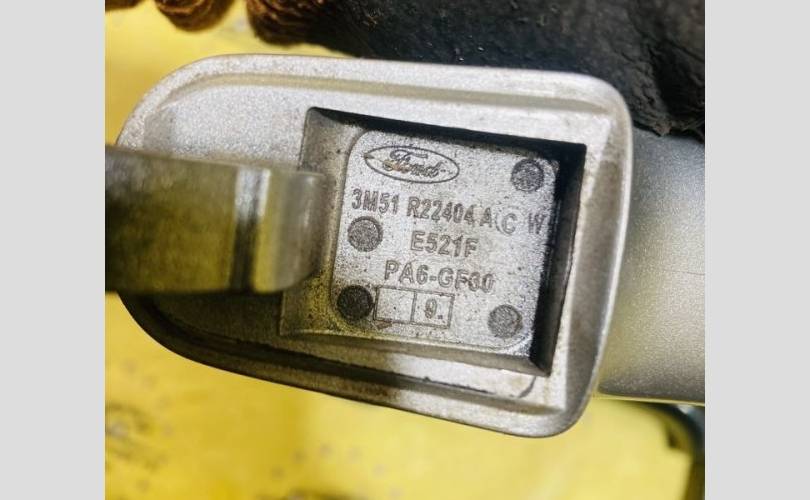 Ford
3M51 R22404 A C W
E521F
PA6-GF30
9.